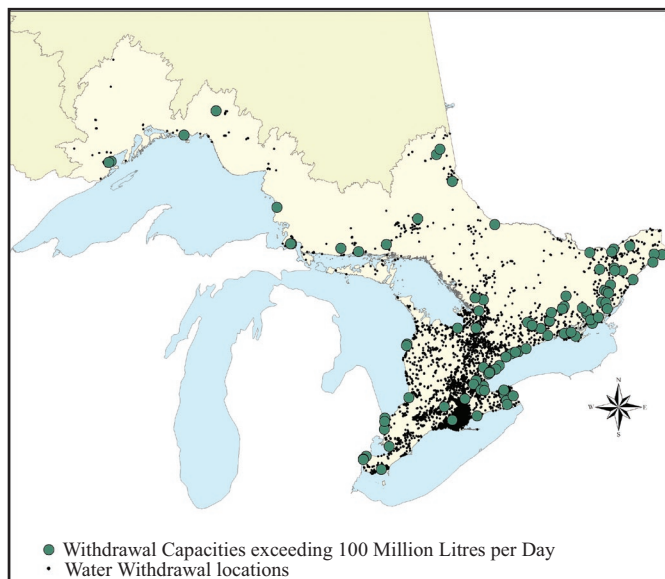 N
W E
S
Withdrawal Capacities exceeding 100 Million Litres per Day
Water Withdrawal locations